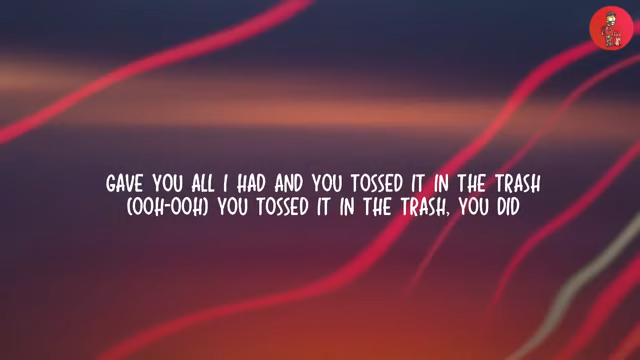 GAVE YOU ALL I HAD AND YOU TOSSED IT IN THE TRASH
(OOH-OOH) YOU TOSSED IT IN THE TRASH, YOU DID